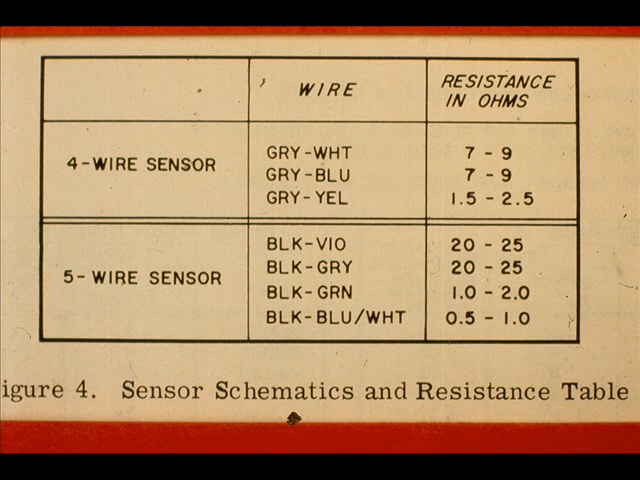 WIRE RESISTANCE IN OHMS
4-WIRE SENSOR
GRY-WHT 7 - 9
GRY-BLU 7 - 9
GRY-YEL 1.5 - 2.5
5-WIRE SENSOR
BLK-VIO 20 - 25
BLK-GRY 20 - 25
BLK-GRN 1.0 - 2.0
BLK-BLU/WHT 0.5 - 1.0
igure 4. Sensor Schematics and Resistance Table